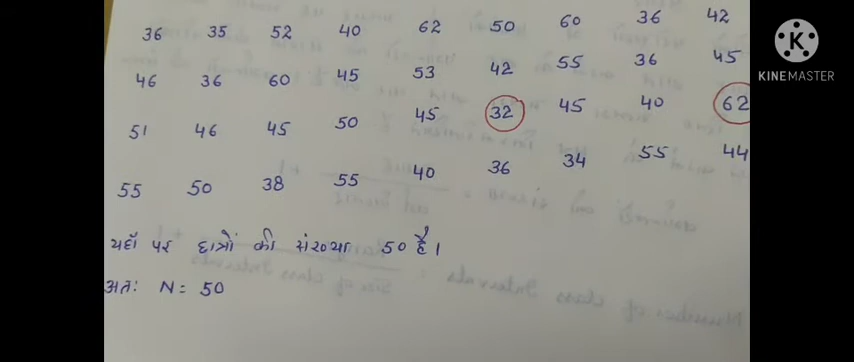 36 35 52 40 62 50 60 36 42
46 36 60 45 53 42 55 36 45
51 46 45 50 45 32 45 40 62
55 50 38 55 40 36 34 55 44
यहाँ पर छात्रों की संख्या 50 है।
अतः N = 50
K
KINEMASTER